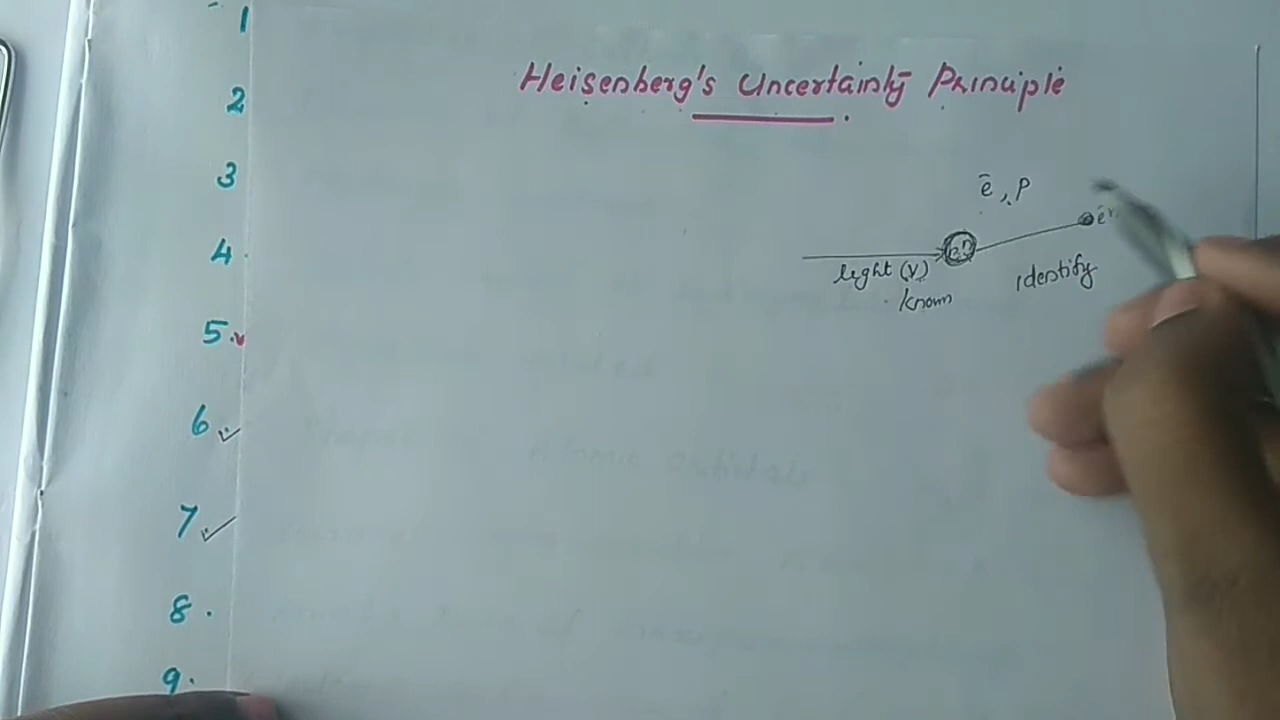 1
Heisenberg's Uncertainty Principle
2
3
e̅, P
4
light (ν)
known
identify
5
6
7
8
9